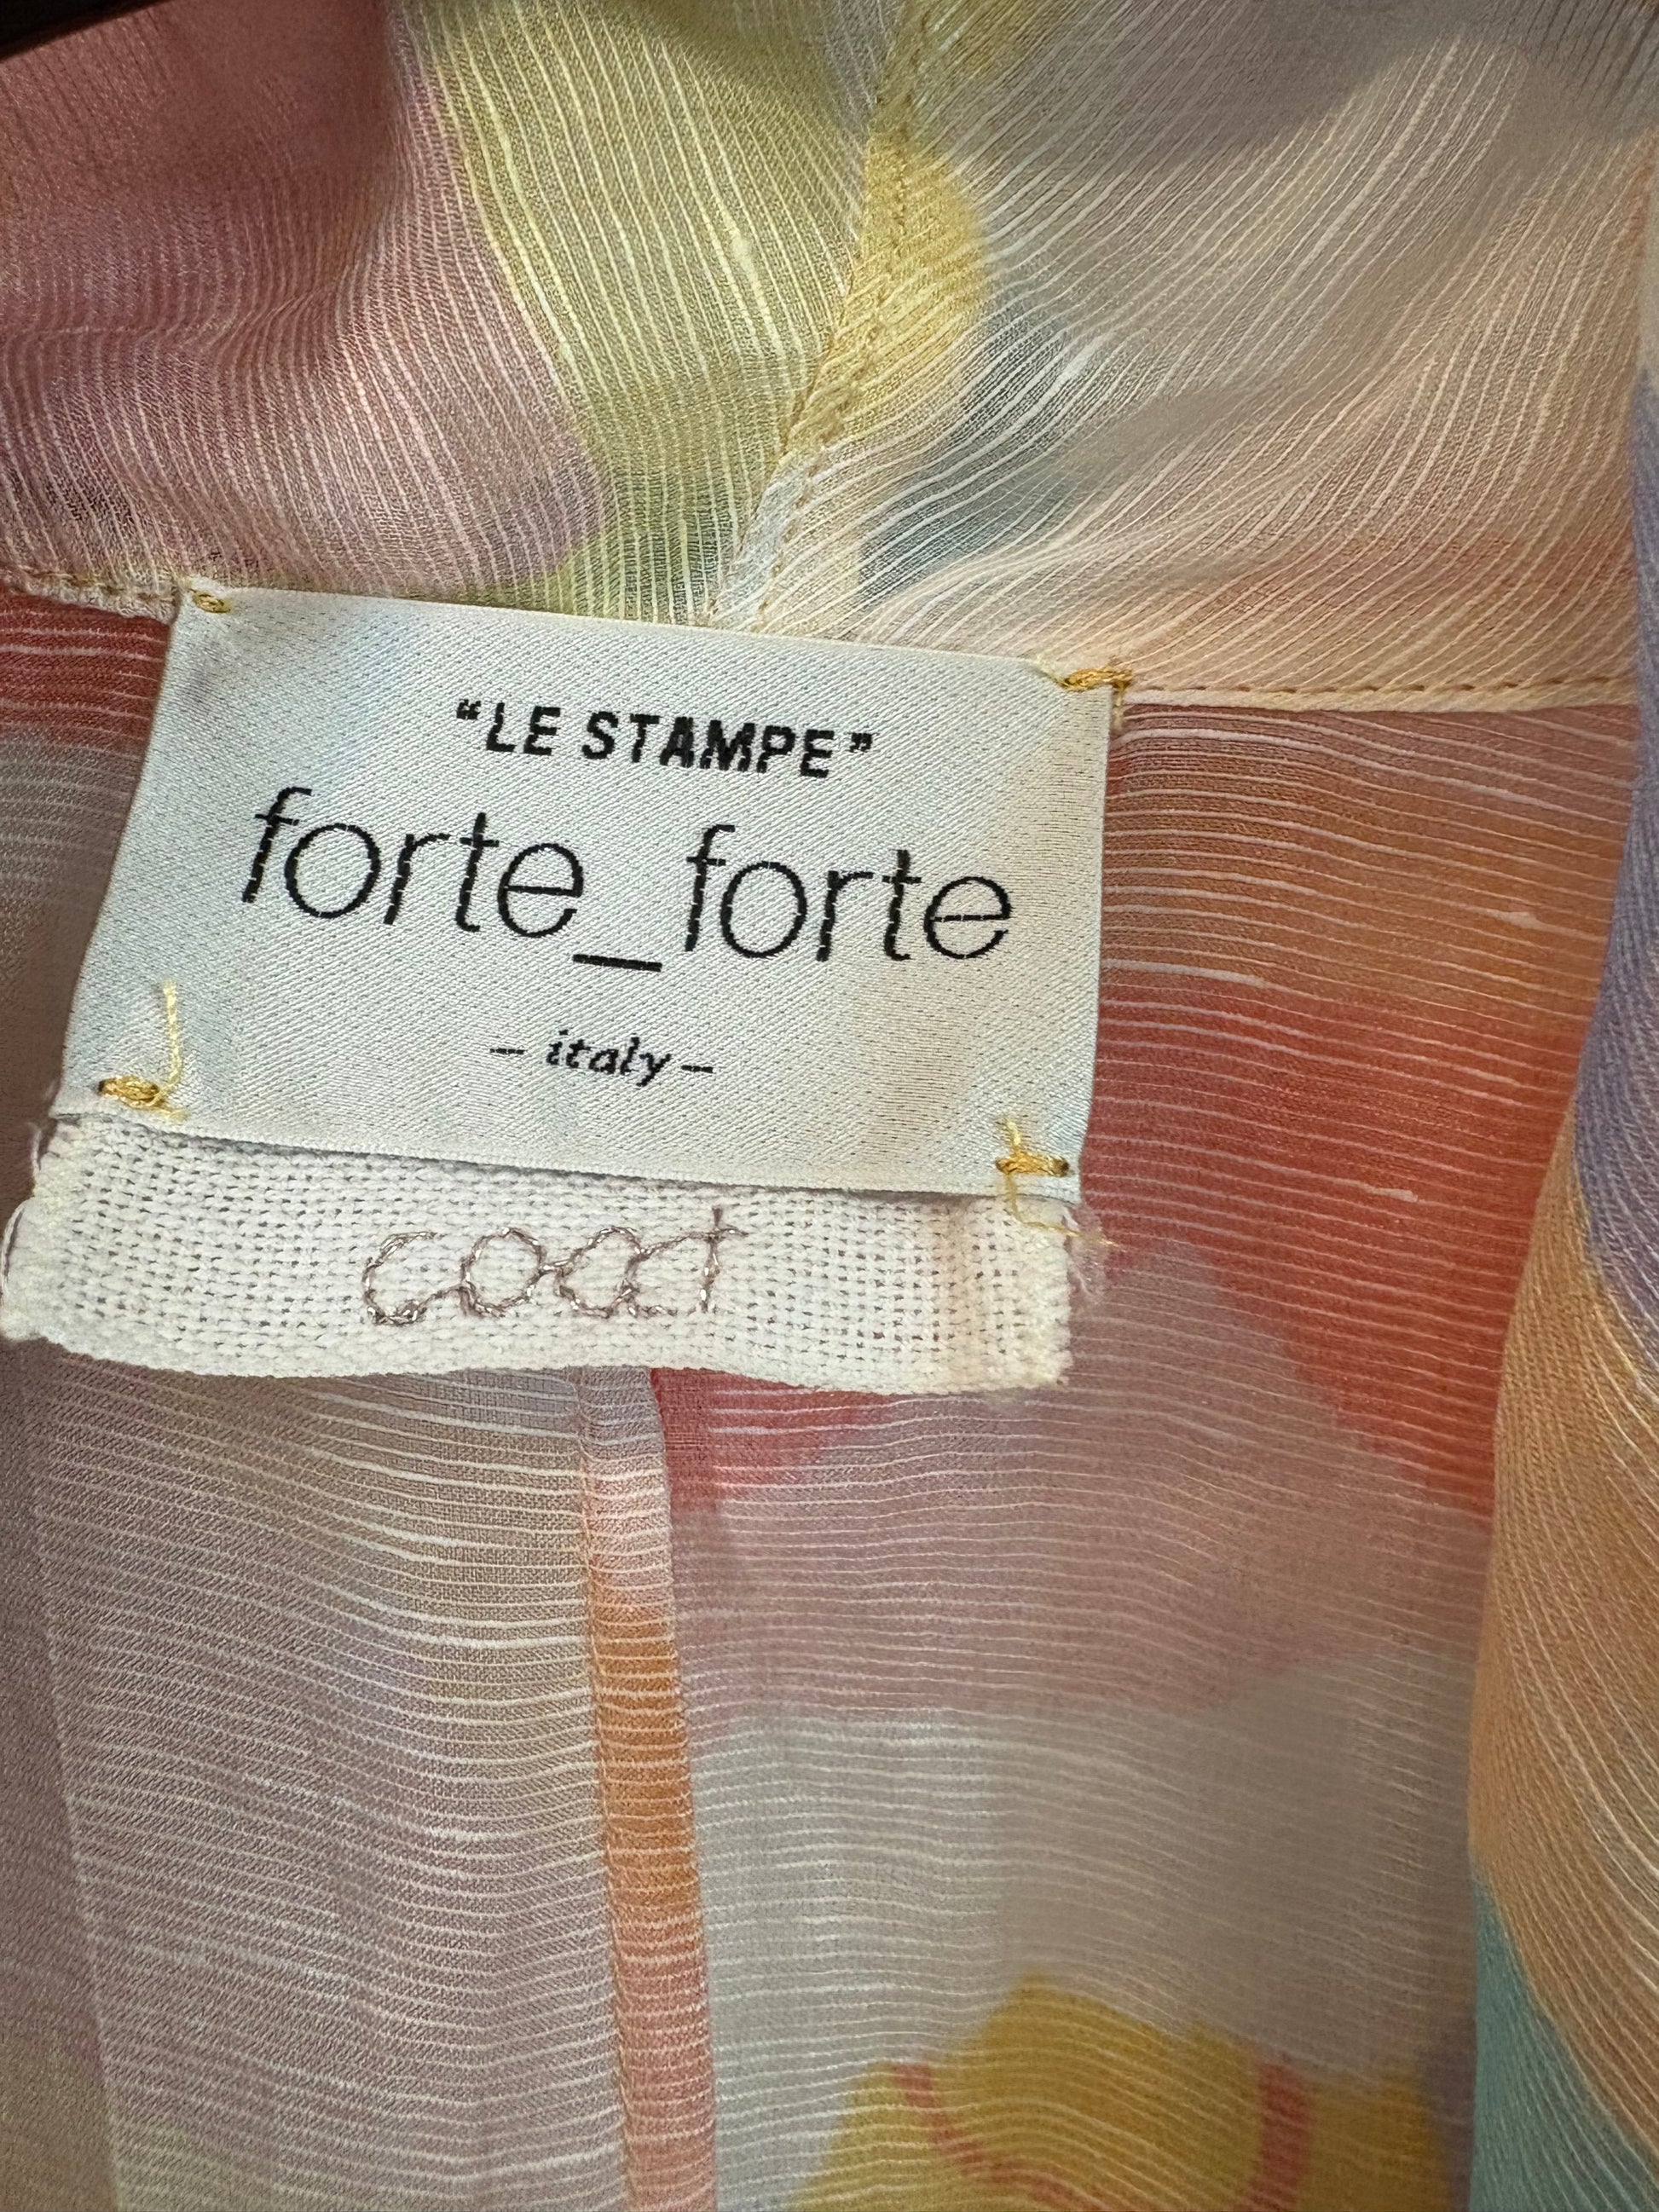 “LE STAMPE”
forte_forte
– italy –
coat